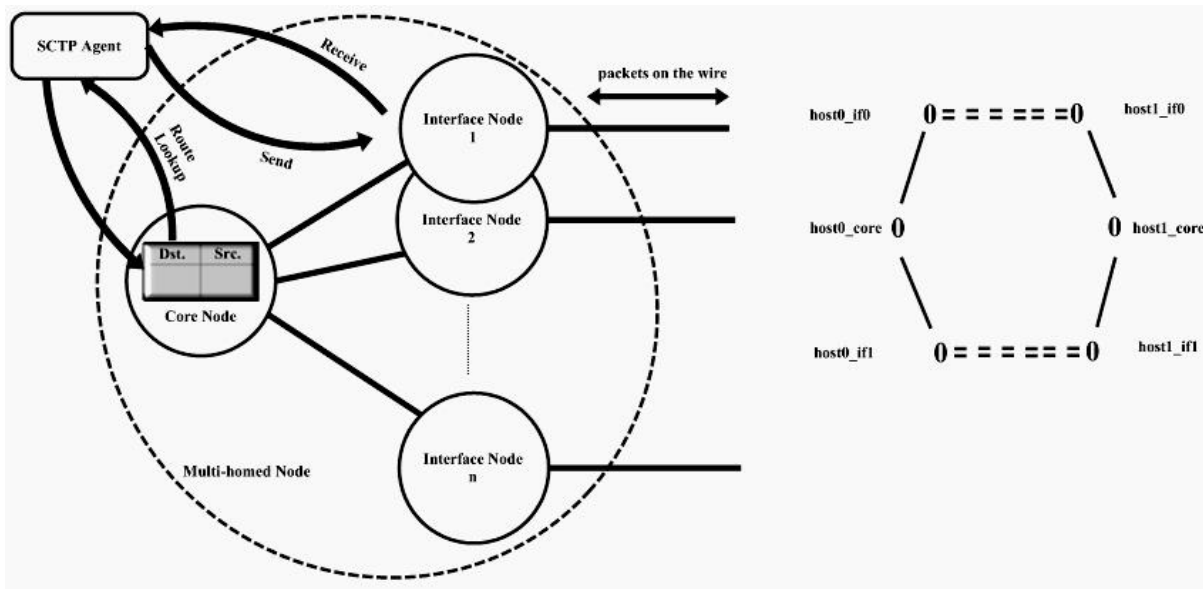 SCTP Agent
Receive
packets on the wire
Interface Node
1
Route
Lookup
Send
Interface Node
2
Dst. Src.
Core Node
Interface Node
n
Multi-homed Node
host0_if0
0 = = = = = = 0
host1_if0
host0_core
0
0
host1_core
host0_if1
0 = = = = = = 0
host1_if1